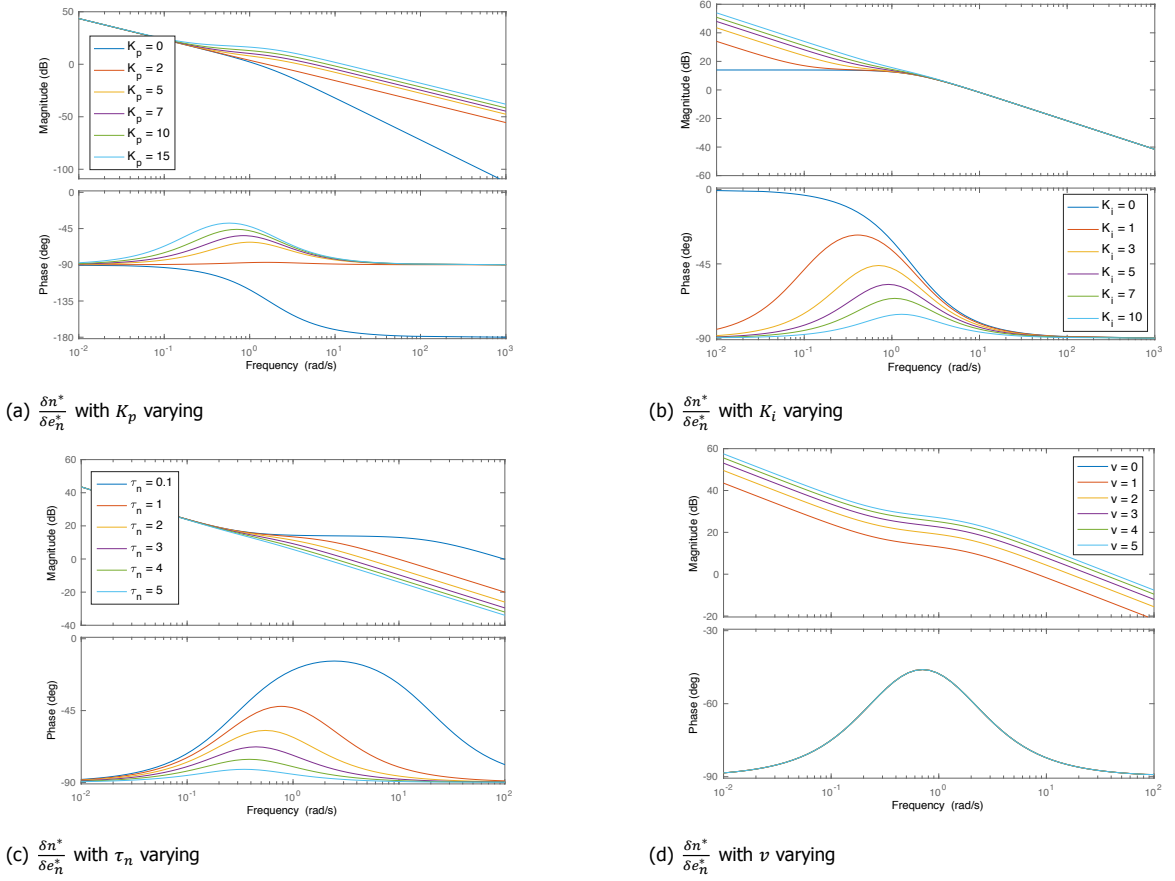 50
0
-50
-100
Magnitude (dB)
K_p = 0
K_p = 2
K_p = 5
K_p = 7
K_p = 10
K_p = 15
0
-45
-90
-135
-180
Phase (deg)
10^-2 10^-1 10^0 10^1 10^2 10^3
Frequency (rad/s)
(a) δn*/δe*_n with K_p varying
60
40
20
0
-20
-40
60
Magnitude (dB)
0
-45
-90
Phase (deg)
K_i = 0
K_i = 1
K_i = 3
K_i = 5
K_i = 7
K_i = 10
10^-2 10^-1 10^0 10^1 10^2 10^3
Frequency (rad/s)
(b) δn*/δe*_n with K_i varying
60
40
20
0
-20
-40
Magnitude (dB)
τ_n = 0.1
τ_n = 1
τ_n = 2
τ_n = 3
τ_n = 4
τ_n = 5
0
-45
-90
Phase (deg)
10^-2 10^-1 10^0 10^1 10^2
Frequency (rad/s)
(c) δn*/δe*_n with τ_n varying
60
40
20
0
-20
Magnitude (dB)
v = 0
v = 1
v = 2
v = 3
v = 4
v = 5
-30
-60
-90
Phase (deg)
10^-2 10^-1 10^0 10^1 10^2
Frequency (rad/s)
(d) δn*/δe*_n with v varying